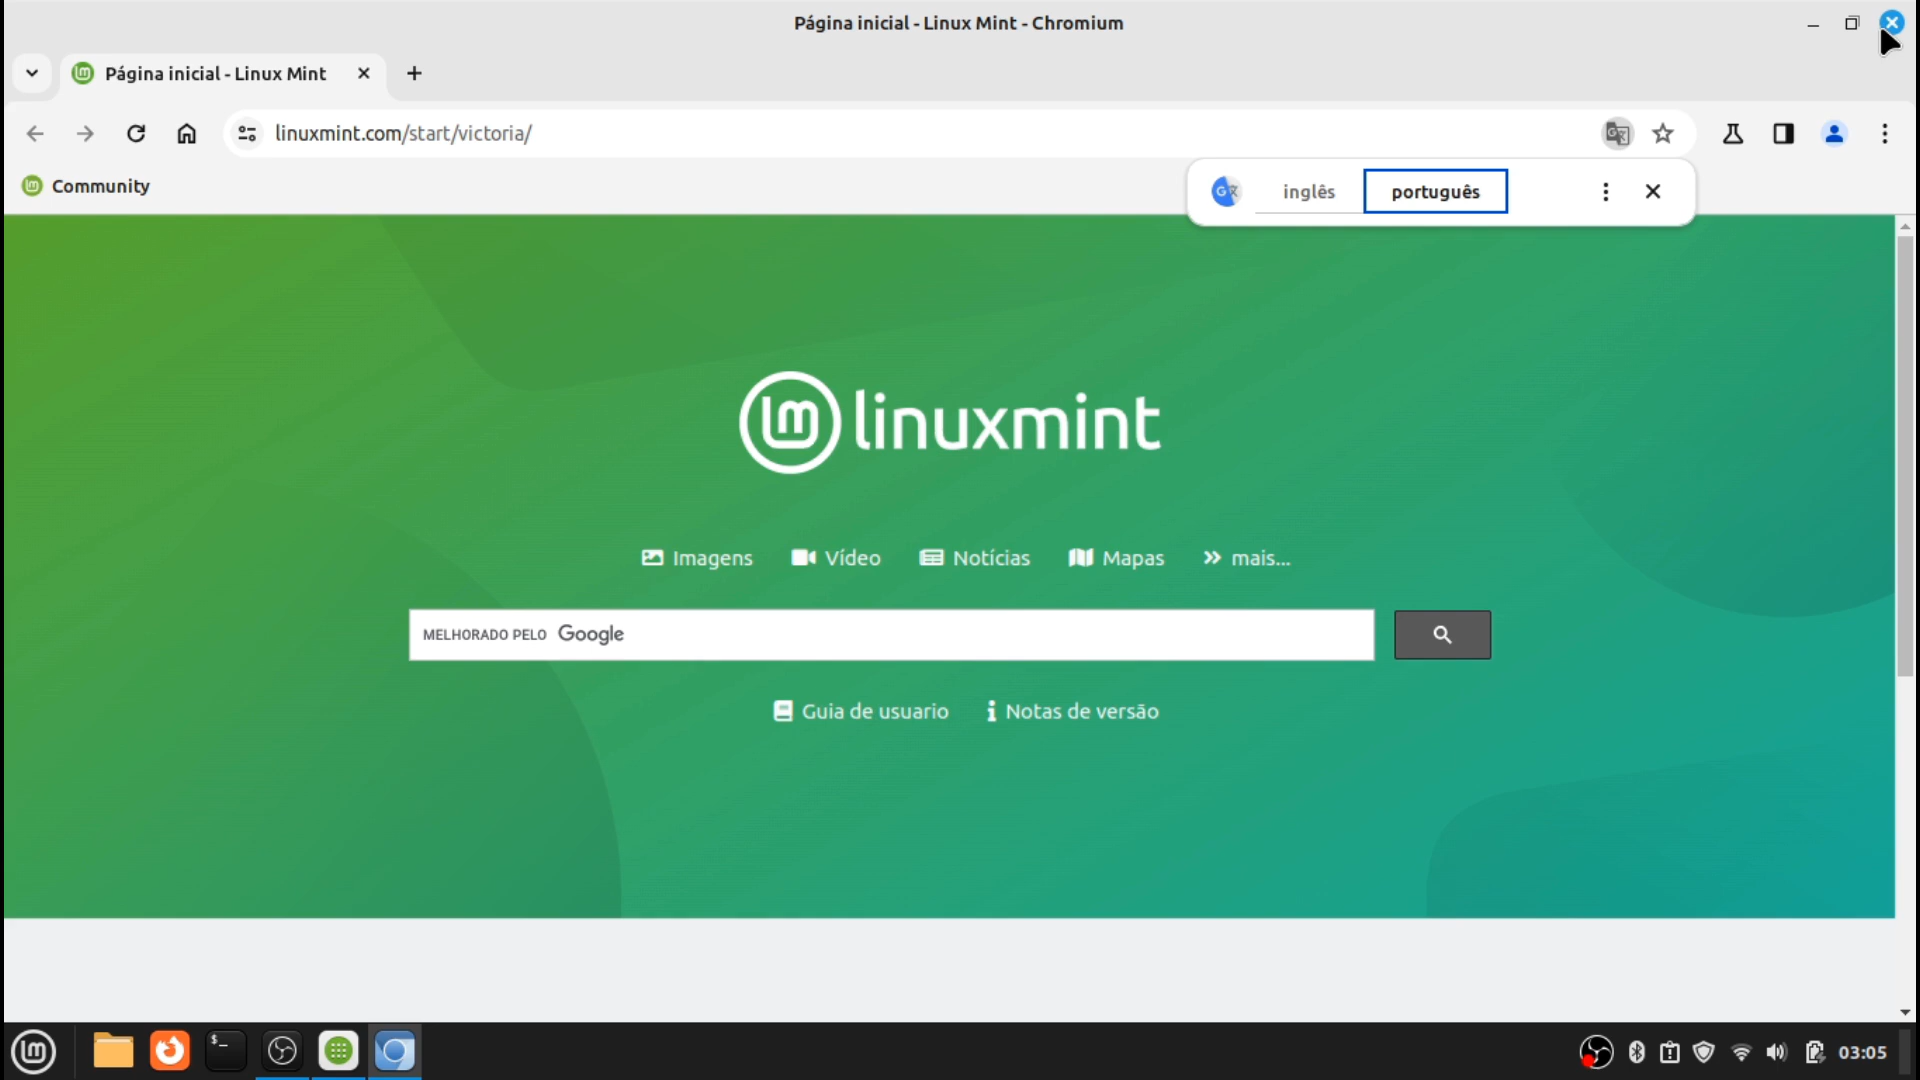 Página inicial - Linux Mint - Chromium
Página inicial - Linux Mint
linuxmint.com/start/victoria/
Community
inglês português
linuxmint
Imagens Vídeo Notícias Mapas mais...
MELHORADO PELO Google
Guia de usuario Notas de versão
03:05